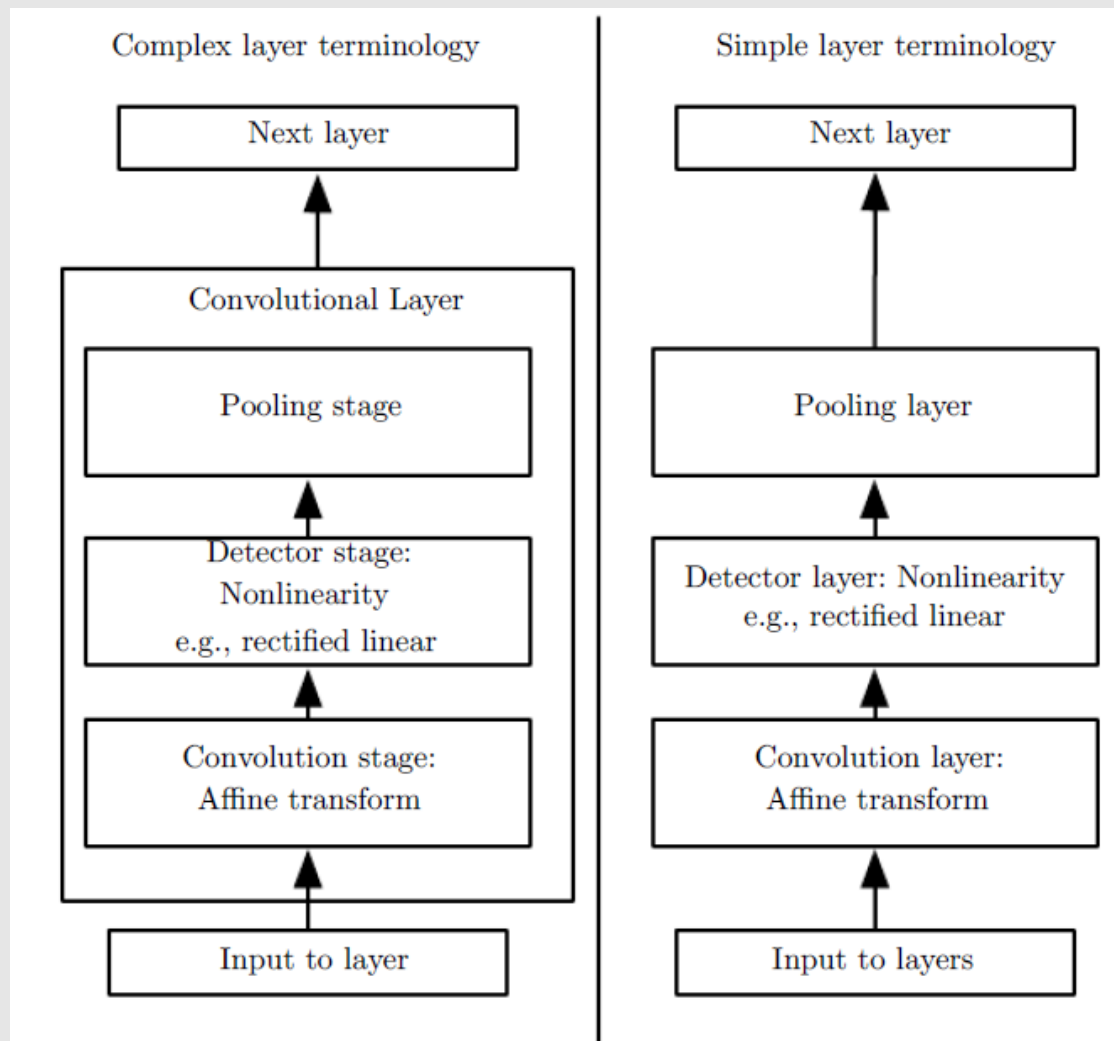 Complex layer terminology
Next layer
Convolutional Layer
Pooling stage
Detector stage:
Nonlinearity
e.g., rectified linear
Convolution stage:
Affine transform
Input to layer
Simple layer terminology
Next layer
Pooling layer
Detector layer: Nonlinearity
e.g., rectified linear
Convolution layer:
Affine transform
Input to layers